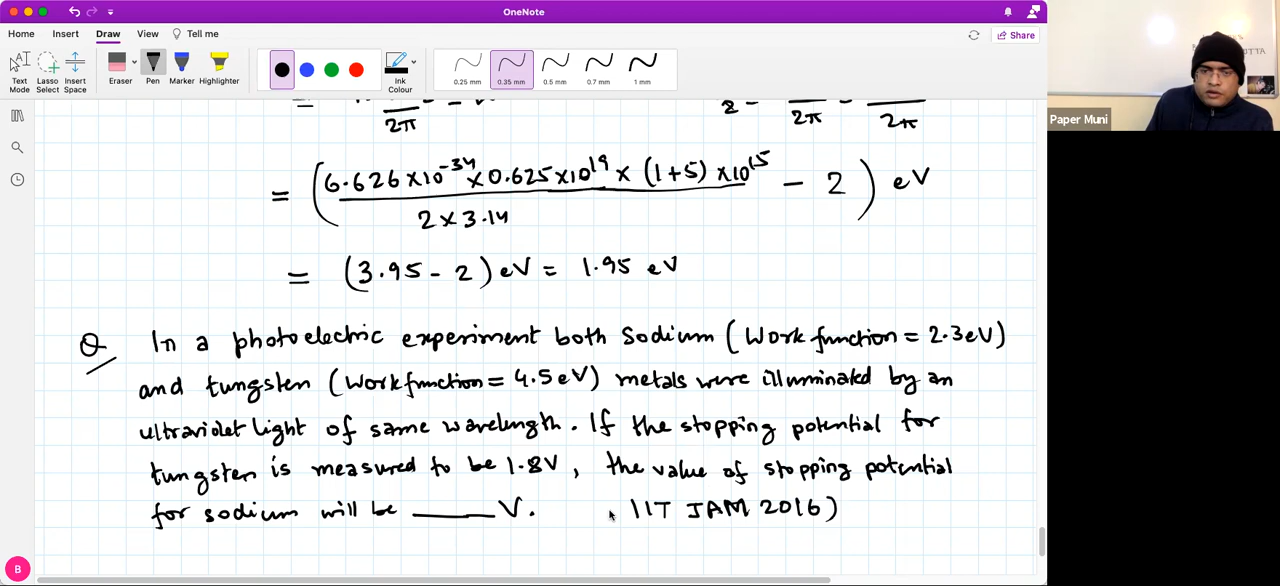 OneNote
Home Insert Draw View Tell me
Share
Text Mode
Lasso Select
Insert Space
Eraser
Pen
Marker
Highlighter
Ink Colour
0.25 mm
0.35 mm
0.5 mm
0.7 mm
1 mm
Paper Muni
2π 2π 2π
= (6.626×10⁻³⁴×0.625×10¹⁹×(1+5)×10¹⁵ / 2×3.14 − 2) eV
= (3.95 - 2) eV = 1.95 eV
Q In a photoelectric experiment both Sodium (Work function = 2.3eV)
and tungsten (Work function = 4.5eV) metals were illuminated by an
ultraviolet light of same wavelength. If the stopping potential for
tungsten is measured to be 1.8V, the value of stopping potential
for sodium will be ____ V. IIT JAM 2016)
B